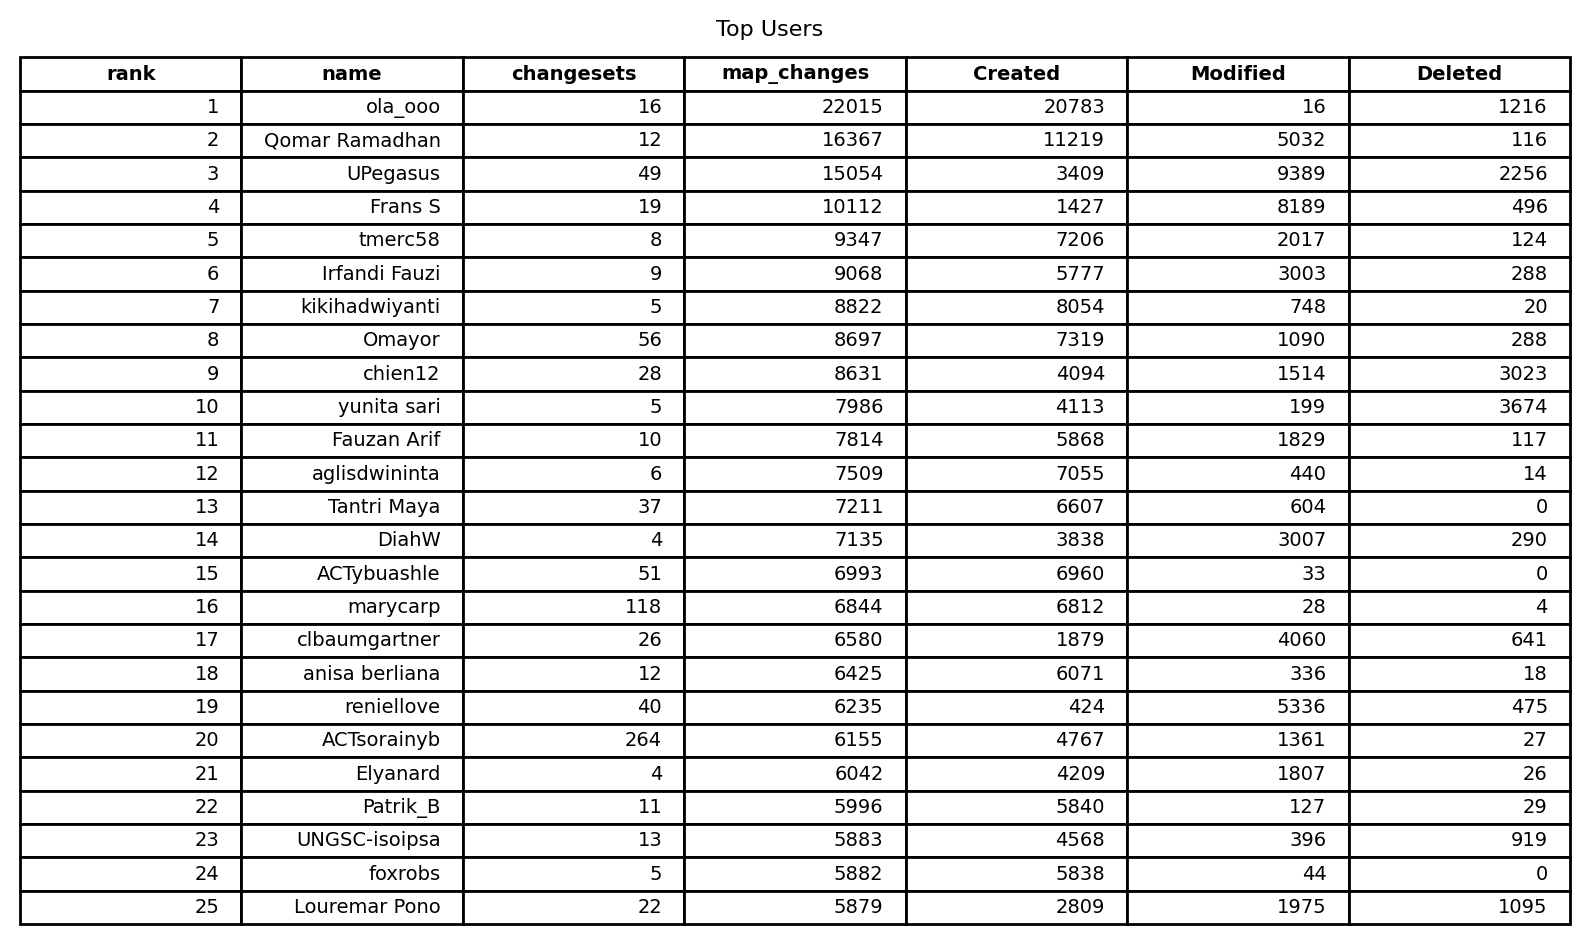 Top Users
rank name changesets map_changes Created Modified Deleted
1 ola_ooo 16 22015 20783 16 1216
2 Qomar Ramadhan 12 16367 11219 5032 116
3 UPegasus 49 15054 3409 9389 2256
4 Frans S 19 10112 1427 8189 496
5 tmerc58 8 9347 7206 2017 124
6 Irfandi Fauzi 9 9068 5777 3003 288
7 kikihadwiyanti 5 8822 8054 748 20
8 Omayor 56 8697 7319 1090 288
9 chien12 28 8631 4094 1514 3023
10 yunita sari 5 7986 4113 199 3674
11 Fauzan Arif 10 7814 5868 1829 117
12 aglisdwininta 6 7509 7055 440 14
13 Tantri Maya 37 7211 6607 604 0
14 DiahW 4 7135 3838 3007 290
15 ACTybuashle 51 6993 6960 33 0
16 marycarp 118 6844 6812 28 4
17 clbaumgartner 26 6580 1879 4060 641
18 anisa berliana 12 6425 6071 336 18
19 reniellove 40 6235 424 5336 475
20 ACTsorainyb 264 6155 4767 1361 27
21 Elyanard 4 6042 4209 1807 26
22 Patrik_B 11 5996 5840 127 29
23 UNGSC-isoipsa 13 5883 4568 396 919
24 foxrobs 5 5882 5838 44 0
25 Louremar Pono 22 5879 2809 1975 1095